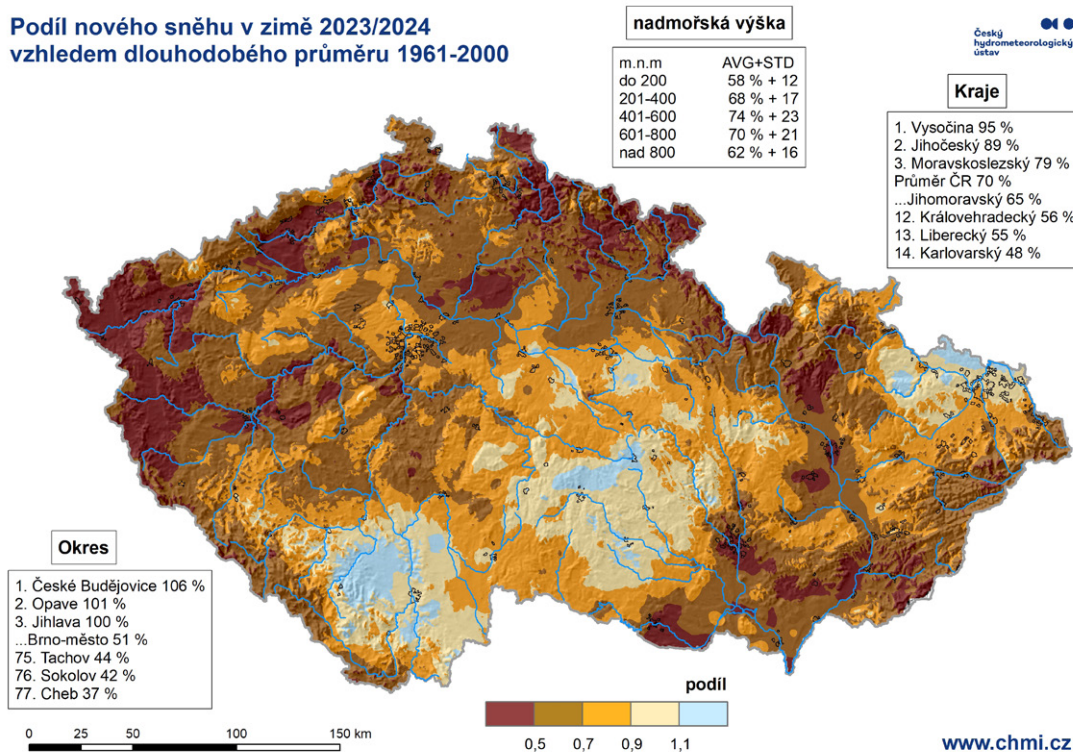 Podíl nového sněhu v zimě 2023/2024
vzhledem dlouhodobého průměru 1961-2000
nadmořská výška
m.n.m AVG+STD
do 200 58 % + 12
201-400 68 % + 17
401-600 74 % + 23
601-800 70 % + 21
nad 800 62 % + 16
Český
hydrometeorologický
ústav
Kraje
1. Vysočina 95 %
2. Jihočeský 89 %
3. Moravskoslezský 79 %
Průměr ČR 70 %
...Jihomoravský 65 %
12. Královehradecký 56 %
13. Liberecký 55 %
14. Karlovarský 48 %
Okres
1. České Budějovice 106 %
2. Opave 101 %
3. Jihlava 100 %
...Brno-město 51 %
75. Tachov 44 %
76. Sokolov 42 %
77. Cheb 37 %
podíl
0,5 0,7 0,9 1,1
0 50 100 150 km
www.chmi.cz